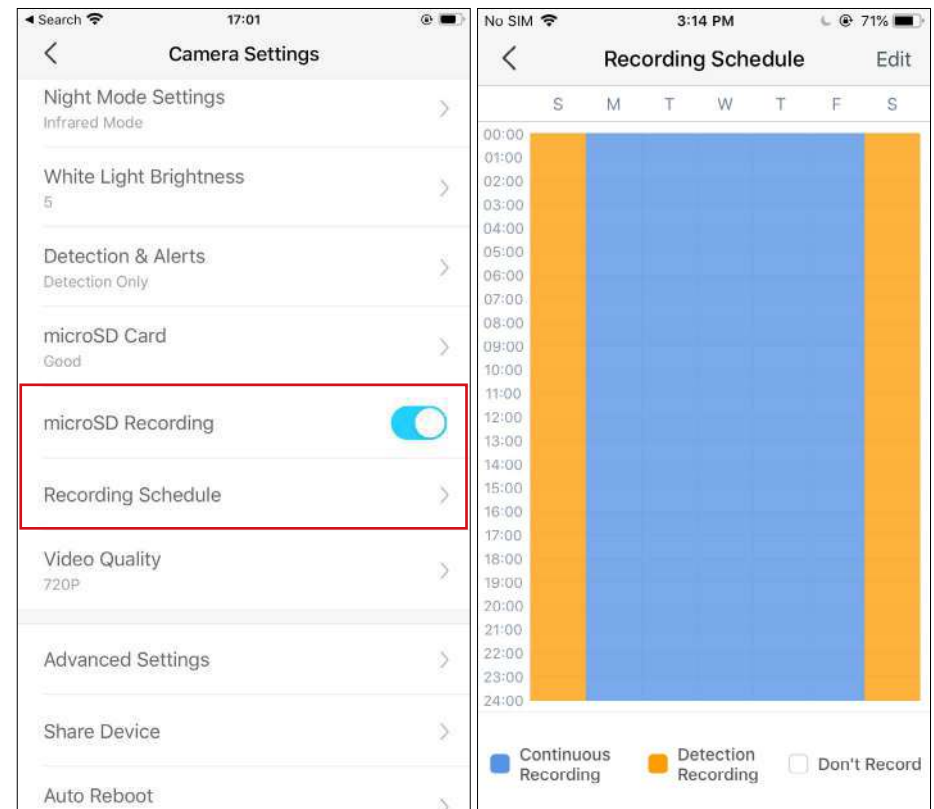 Search
17:01
Camera Settings
Night Mode Settings
Infrared Mode
White Light Brightness
5
Detection & Alerts
Detection Only
microSD Card
Good
microSD Recording
Recording Schedule
Video Quality
720P
Advanced Settings
Share Device
Auto Reboot
No SIM
3:14 PM
71%
Recording Schedule
Edit
S M T W T F S
00:00
01:00
02:00
03:00
04:00
05:00
06:00
07:00
08:00
09:00
10:00
11:00
12:00
13:00
14:00
15:00
16:00
17:00
18:00
19:00
20:00
21:00
22:00
23:00
24:00
Continuous
Recording
Detection
Recording
Don't Record